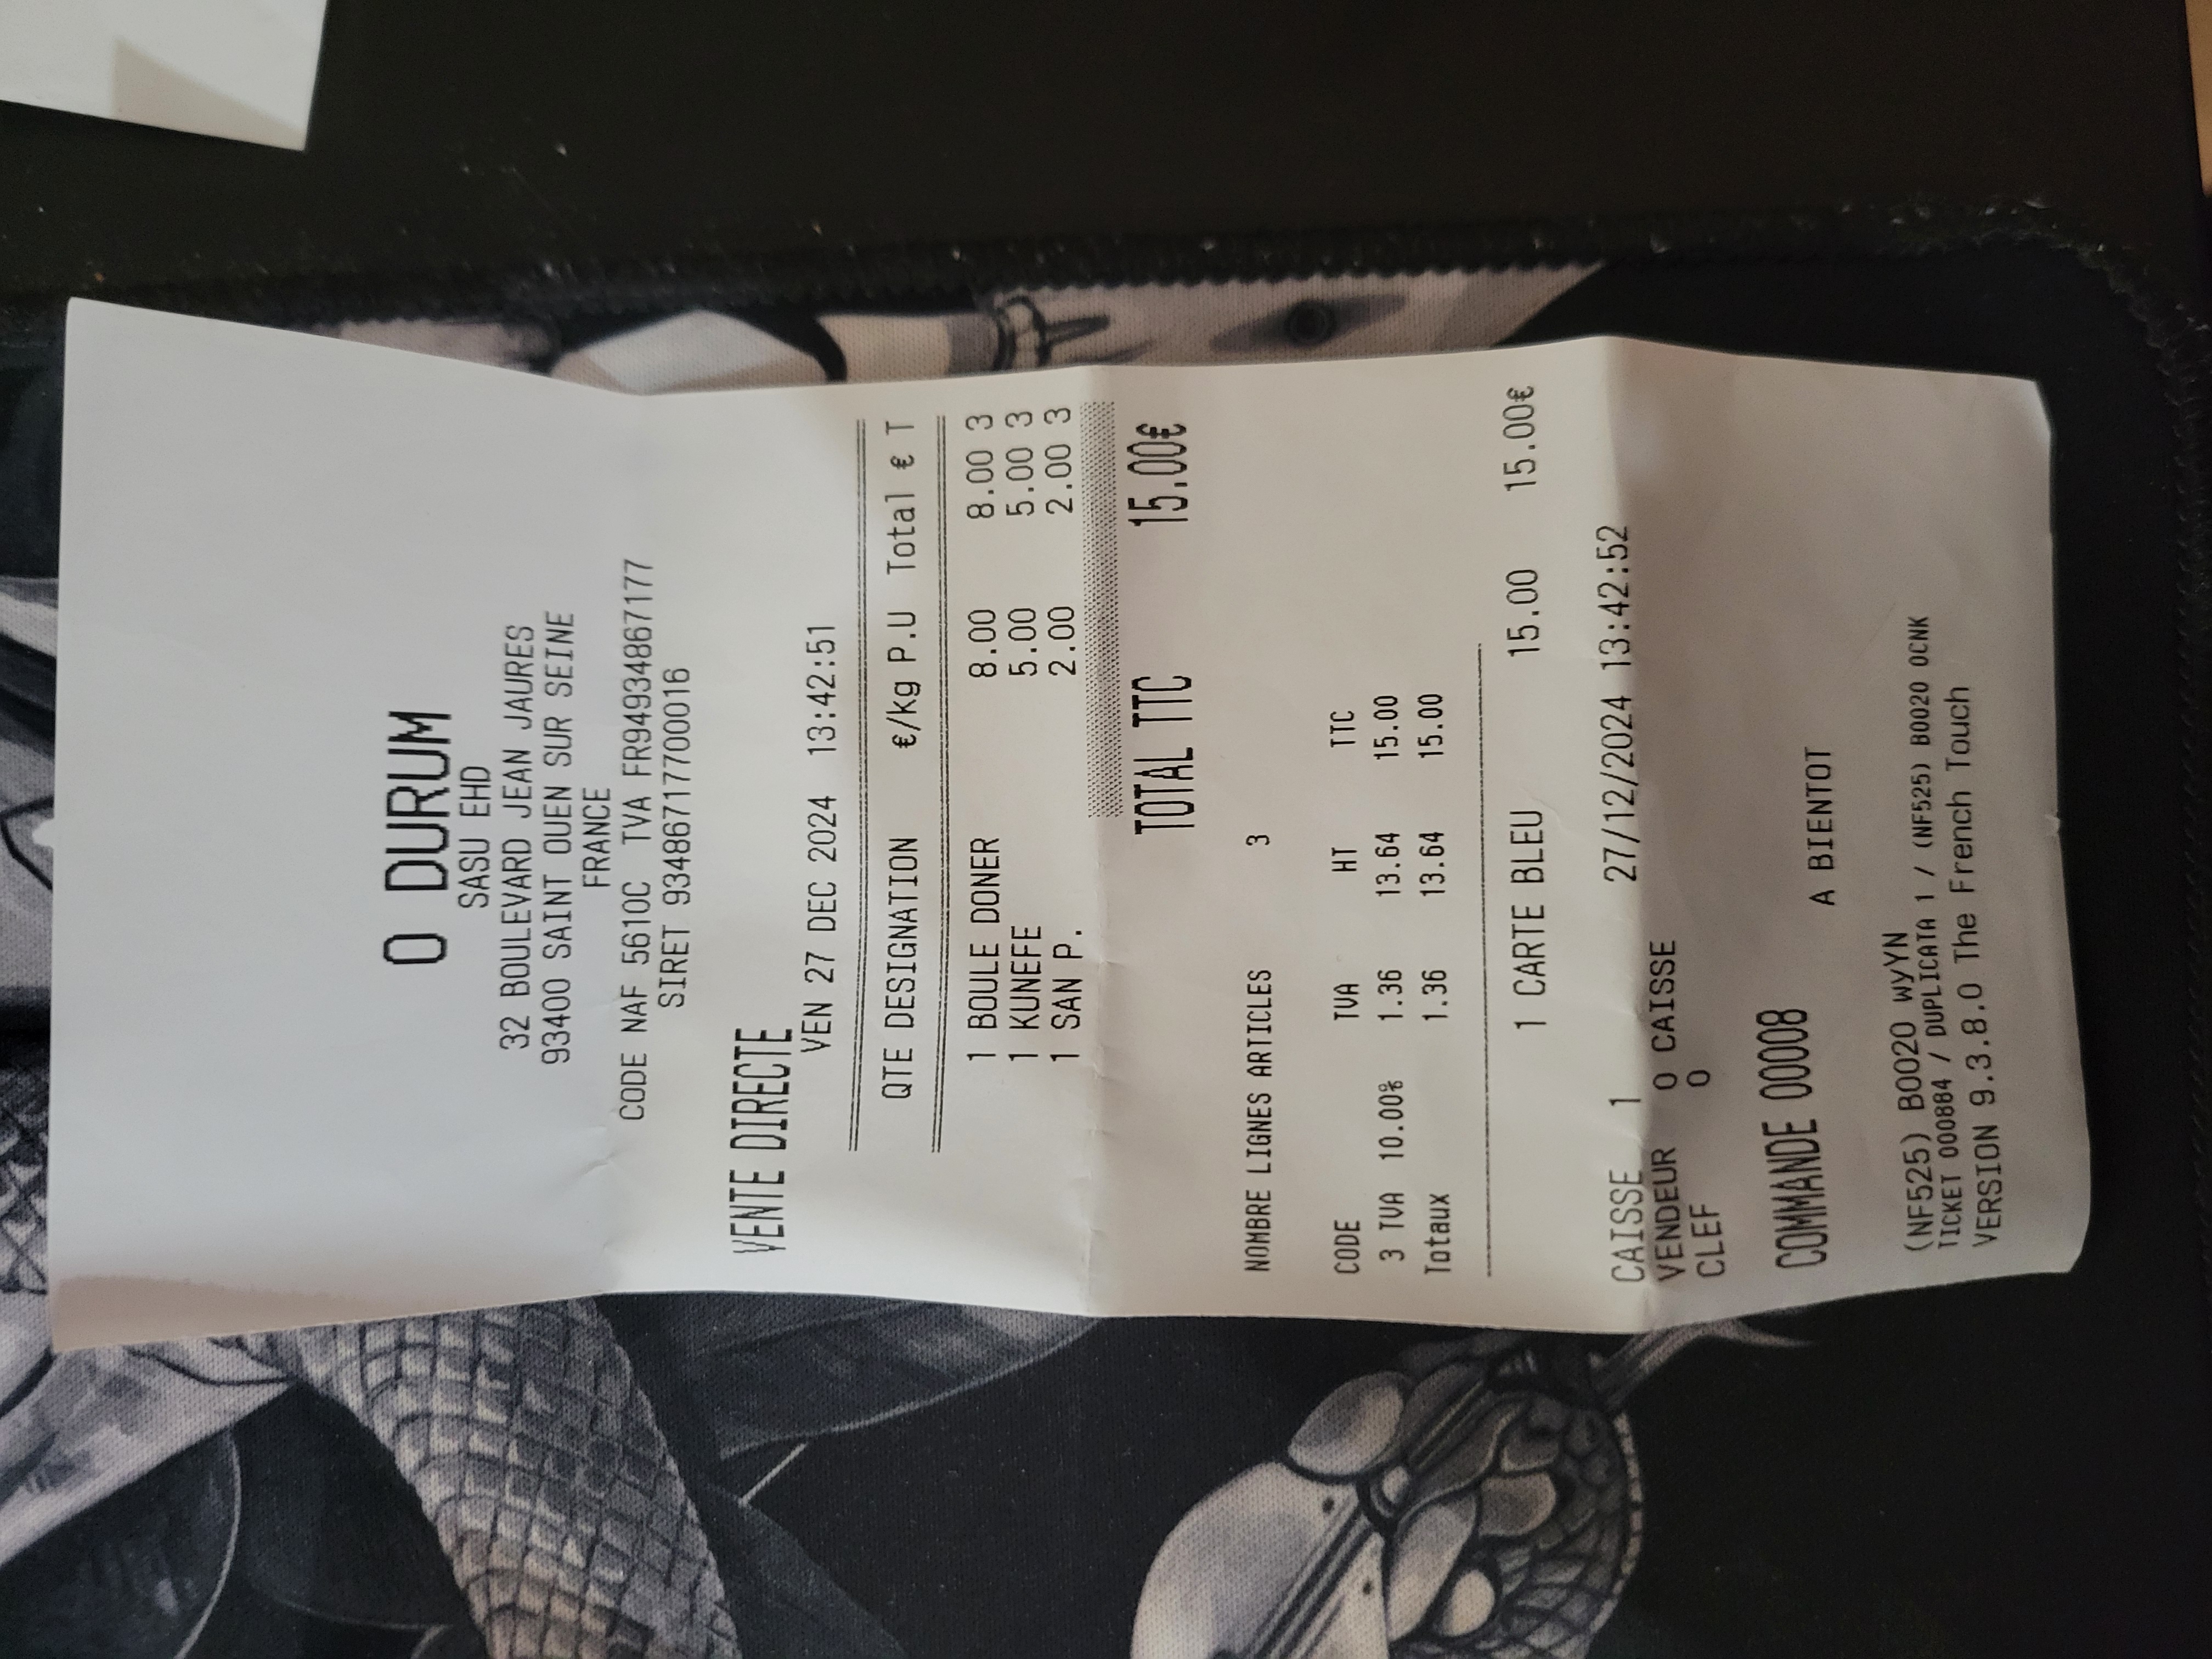 O DURUM
SASU EHD
32 BOULEVARD JEAN JAURES
93400 SAINT OUEN SUR SEINE
FRANCE
CODE NAF 5610C TVA FR94934867177
SIRET 93486717700016
VENTE DIRECTE
VEN 27 DEC 2024 13:42:51
QTE DESIGNATION €/kg P.U Total € T
1 BOULE DONER 8.00 8.00 3
1 KUNEFE 5.00 5.00 3
1 SAN P. 2.00 2.00 3
TOTAL TTC 15.00€
NOMBRE LIGNES ARTICLES 3
CODE TVA HT TTC
3 TVA 10.00% 1.36 13.64 15.00
Totaux 1.36 13.64 15.00
1 CARTE BLEU 15.00 15.00€
CAISSE 1 27/12/2024 13:42:52
VENDEUR 0 CAISSE
CLEF 0
COMMANDE 00008
A BIENTOT
(NF525) B0020 wyYN
TICKET 000884 / DUPLICATA 1 / (NF525) B0020 OCNK
VERSION 9.3.8.0 The French Touch